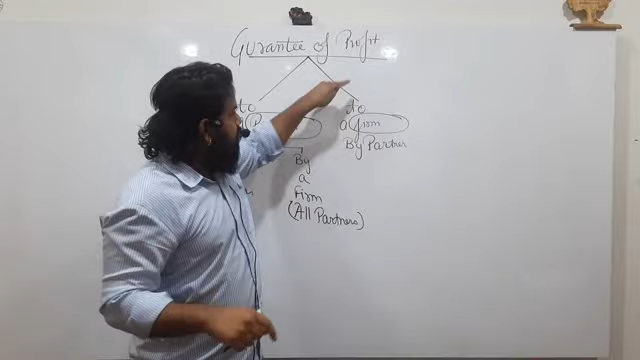 Gurantee of Profit
to
to
a firm
By Partner
By
a
Firm
(All Partners)